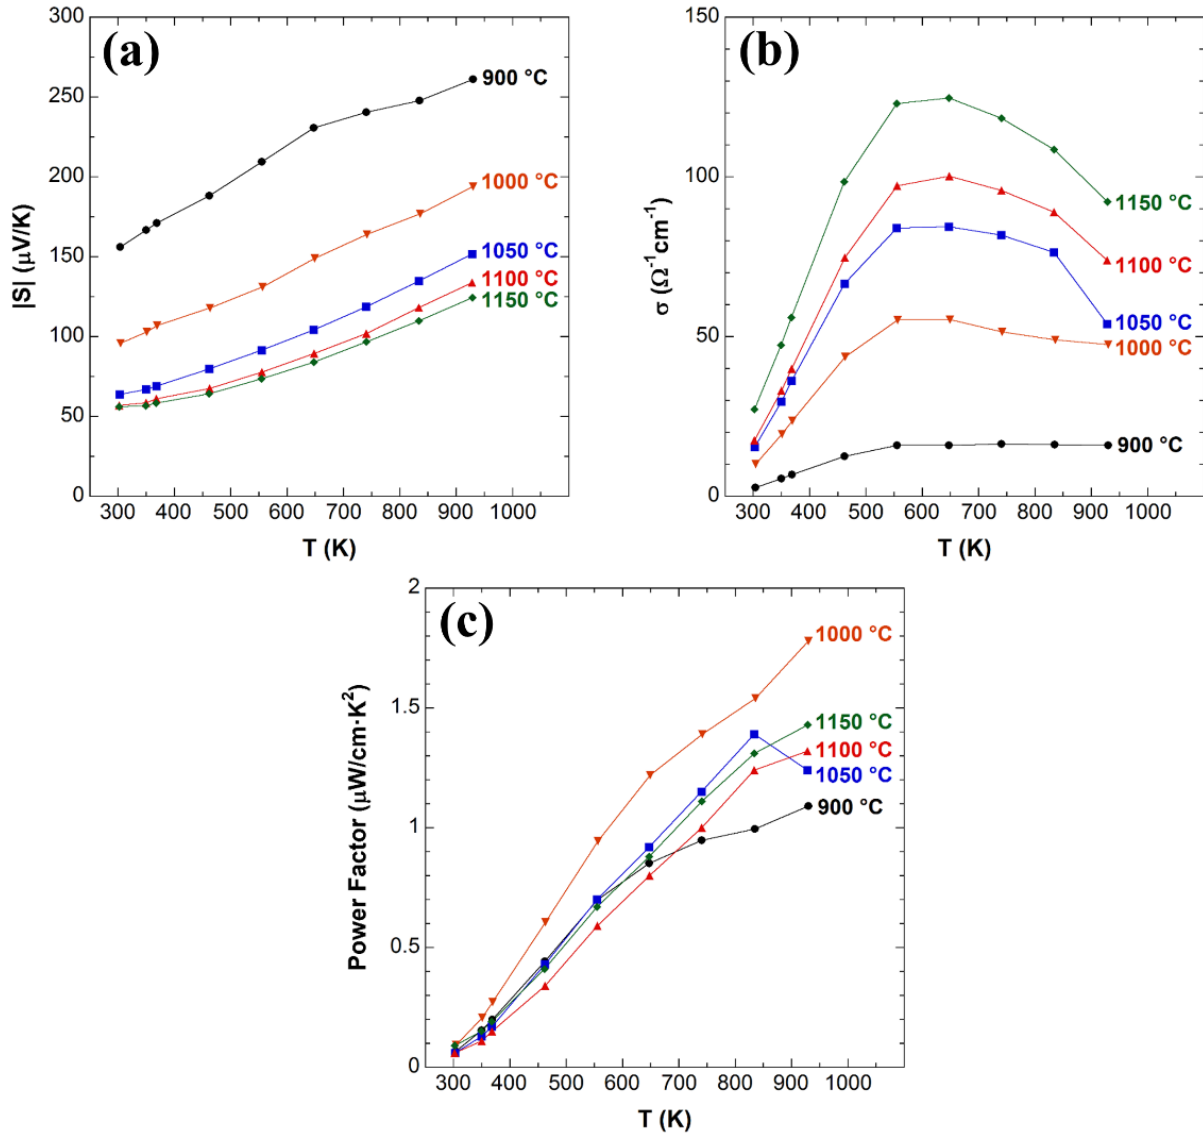 (a)
300
250
200
150
100
50
0
|S| (μV/K)
900 °C
1000 °C
1050 °C
1100 °C
1150 °C
300 400 500 600 700 800 900 1000
T (K)
(b)
150
100
50
0
σ (Ω⁻¹cm⁻¹)
1150 °C
1100 °C
1050 °C
1000 °C
900 °C
300 400 500 600 700 800 900 1000
T (K)
(c)
2
1.5
1
0.5
0
Power Factor (μW/cm·K²)
1000 °C
1150 °C
1100 °C
1050 °C
900 °C
300 400 500 600 700 800 900 1000
T (K)